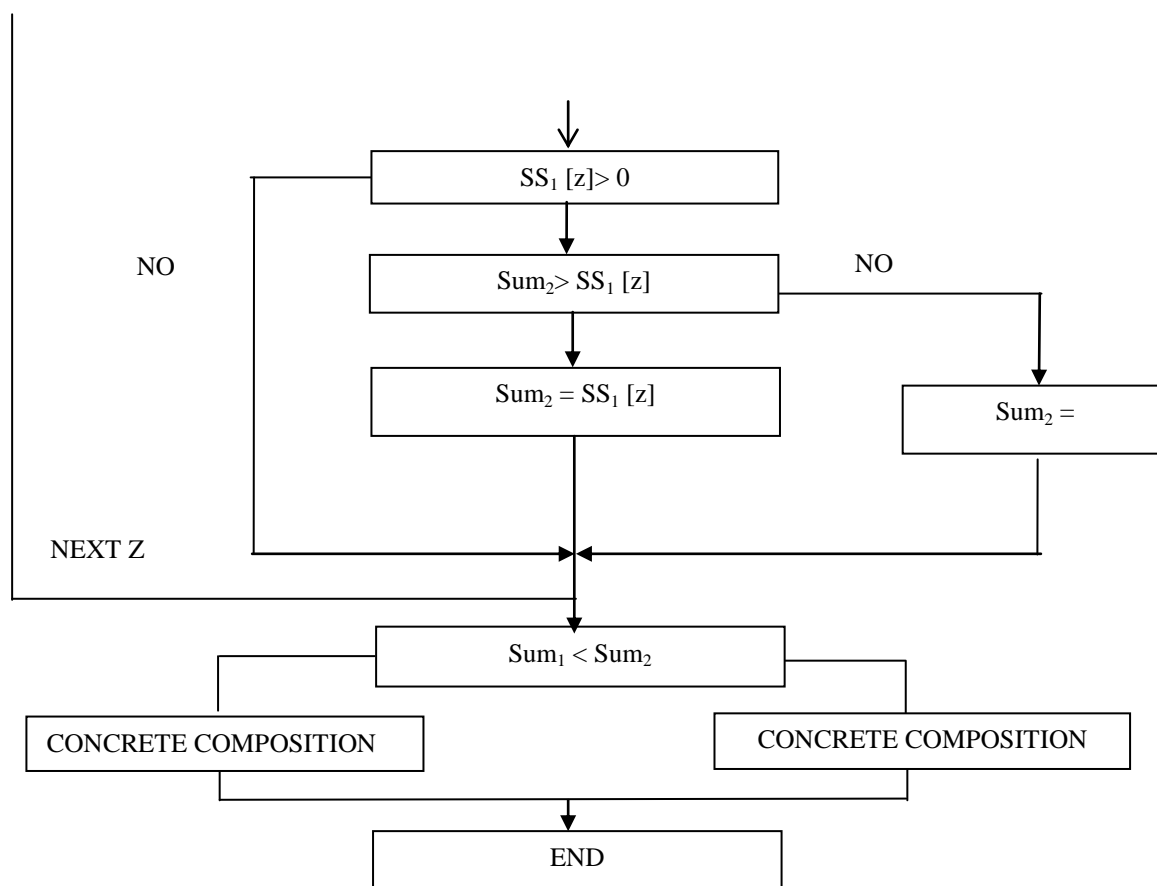 SS₁ [z]> 0
NO
Sum₂> SS₁ [z]
NO
Sum₂ = SS₁ [z]
Sum₂ =
NEXT Z
Sum₁ < Sum₂
CONCRETE COMPOSITION
CONCRETE COMPOSITION
END